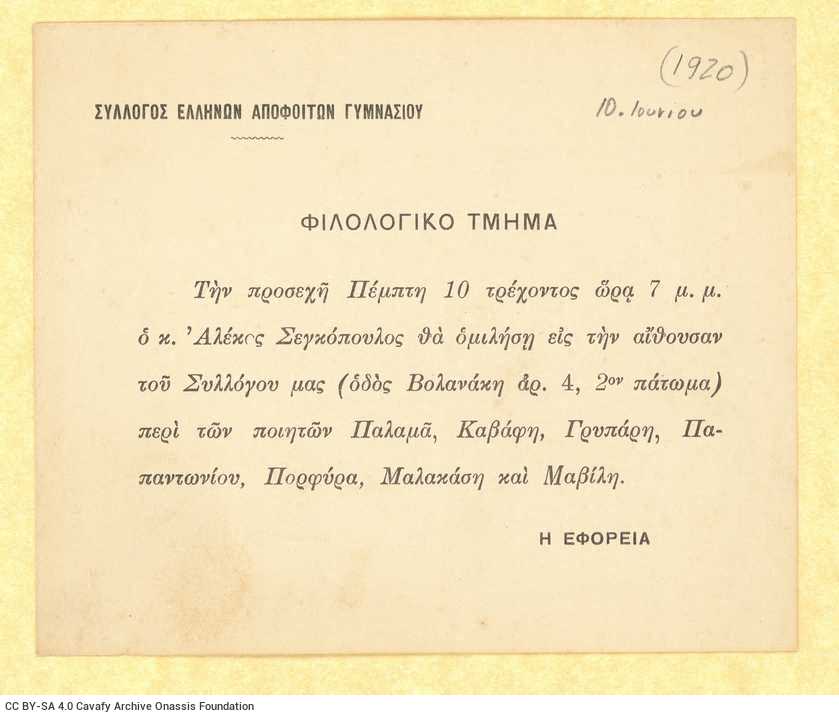 (1920)
ΣΥΛΛΟΓΟΣ ΕΛΛΗΝΩΝ ΑΠΟΦΟΙΤΩΝ ΓΥΜΝΑΣΙΟΥ
10. Ιουνίου
ΦΙΛΟΛΟΓΙΚΟ ΤΜΗΜΑ
Τὴν προσεχῆ Πέμπτη 10 τρέχοντος ὥρᾳ 7 μ. μ.
ὁ κ. Ἀλέκος Σεγκόπουλος θὰ ὁμιλήσῃ εἰς τὴν αἴθουσαν
τοῦ Συλλόγου μας (ὁδὸς Βολανάκη ἀρ. 4, 2ον πάτωμα)
περὶ τῶν ποιητῶν Παλαμᾶ, Καβάφη, Γρυπάρη, Πα-
παντωνίου, Πορφύρα, Μαλακάση καὶ Μαβίλη.
Η ΕΦΟΡΕΙΑ
CC BY-SA 4.0 Cavafy Archive Onassis Foundation